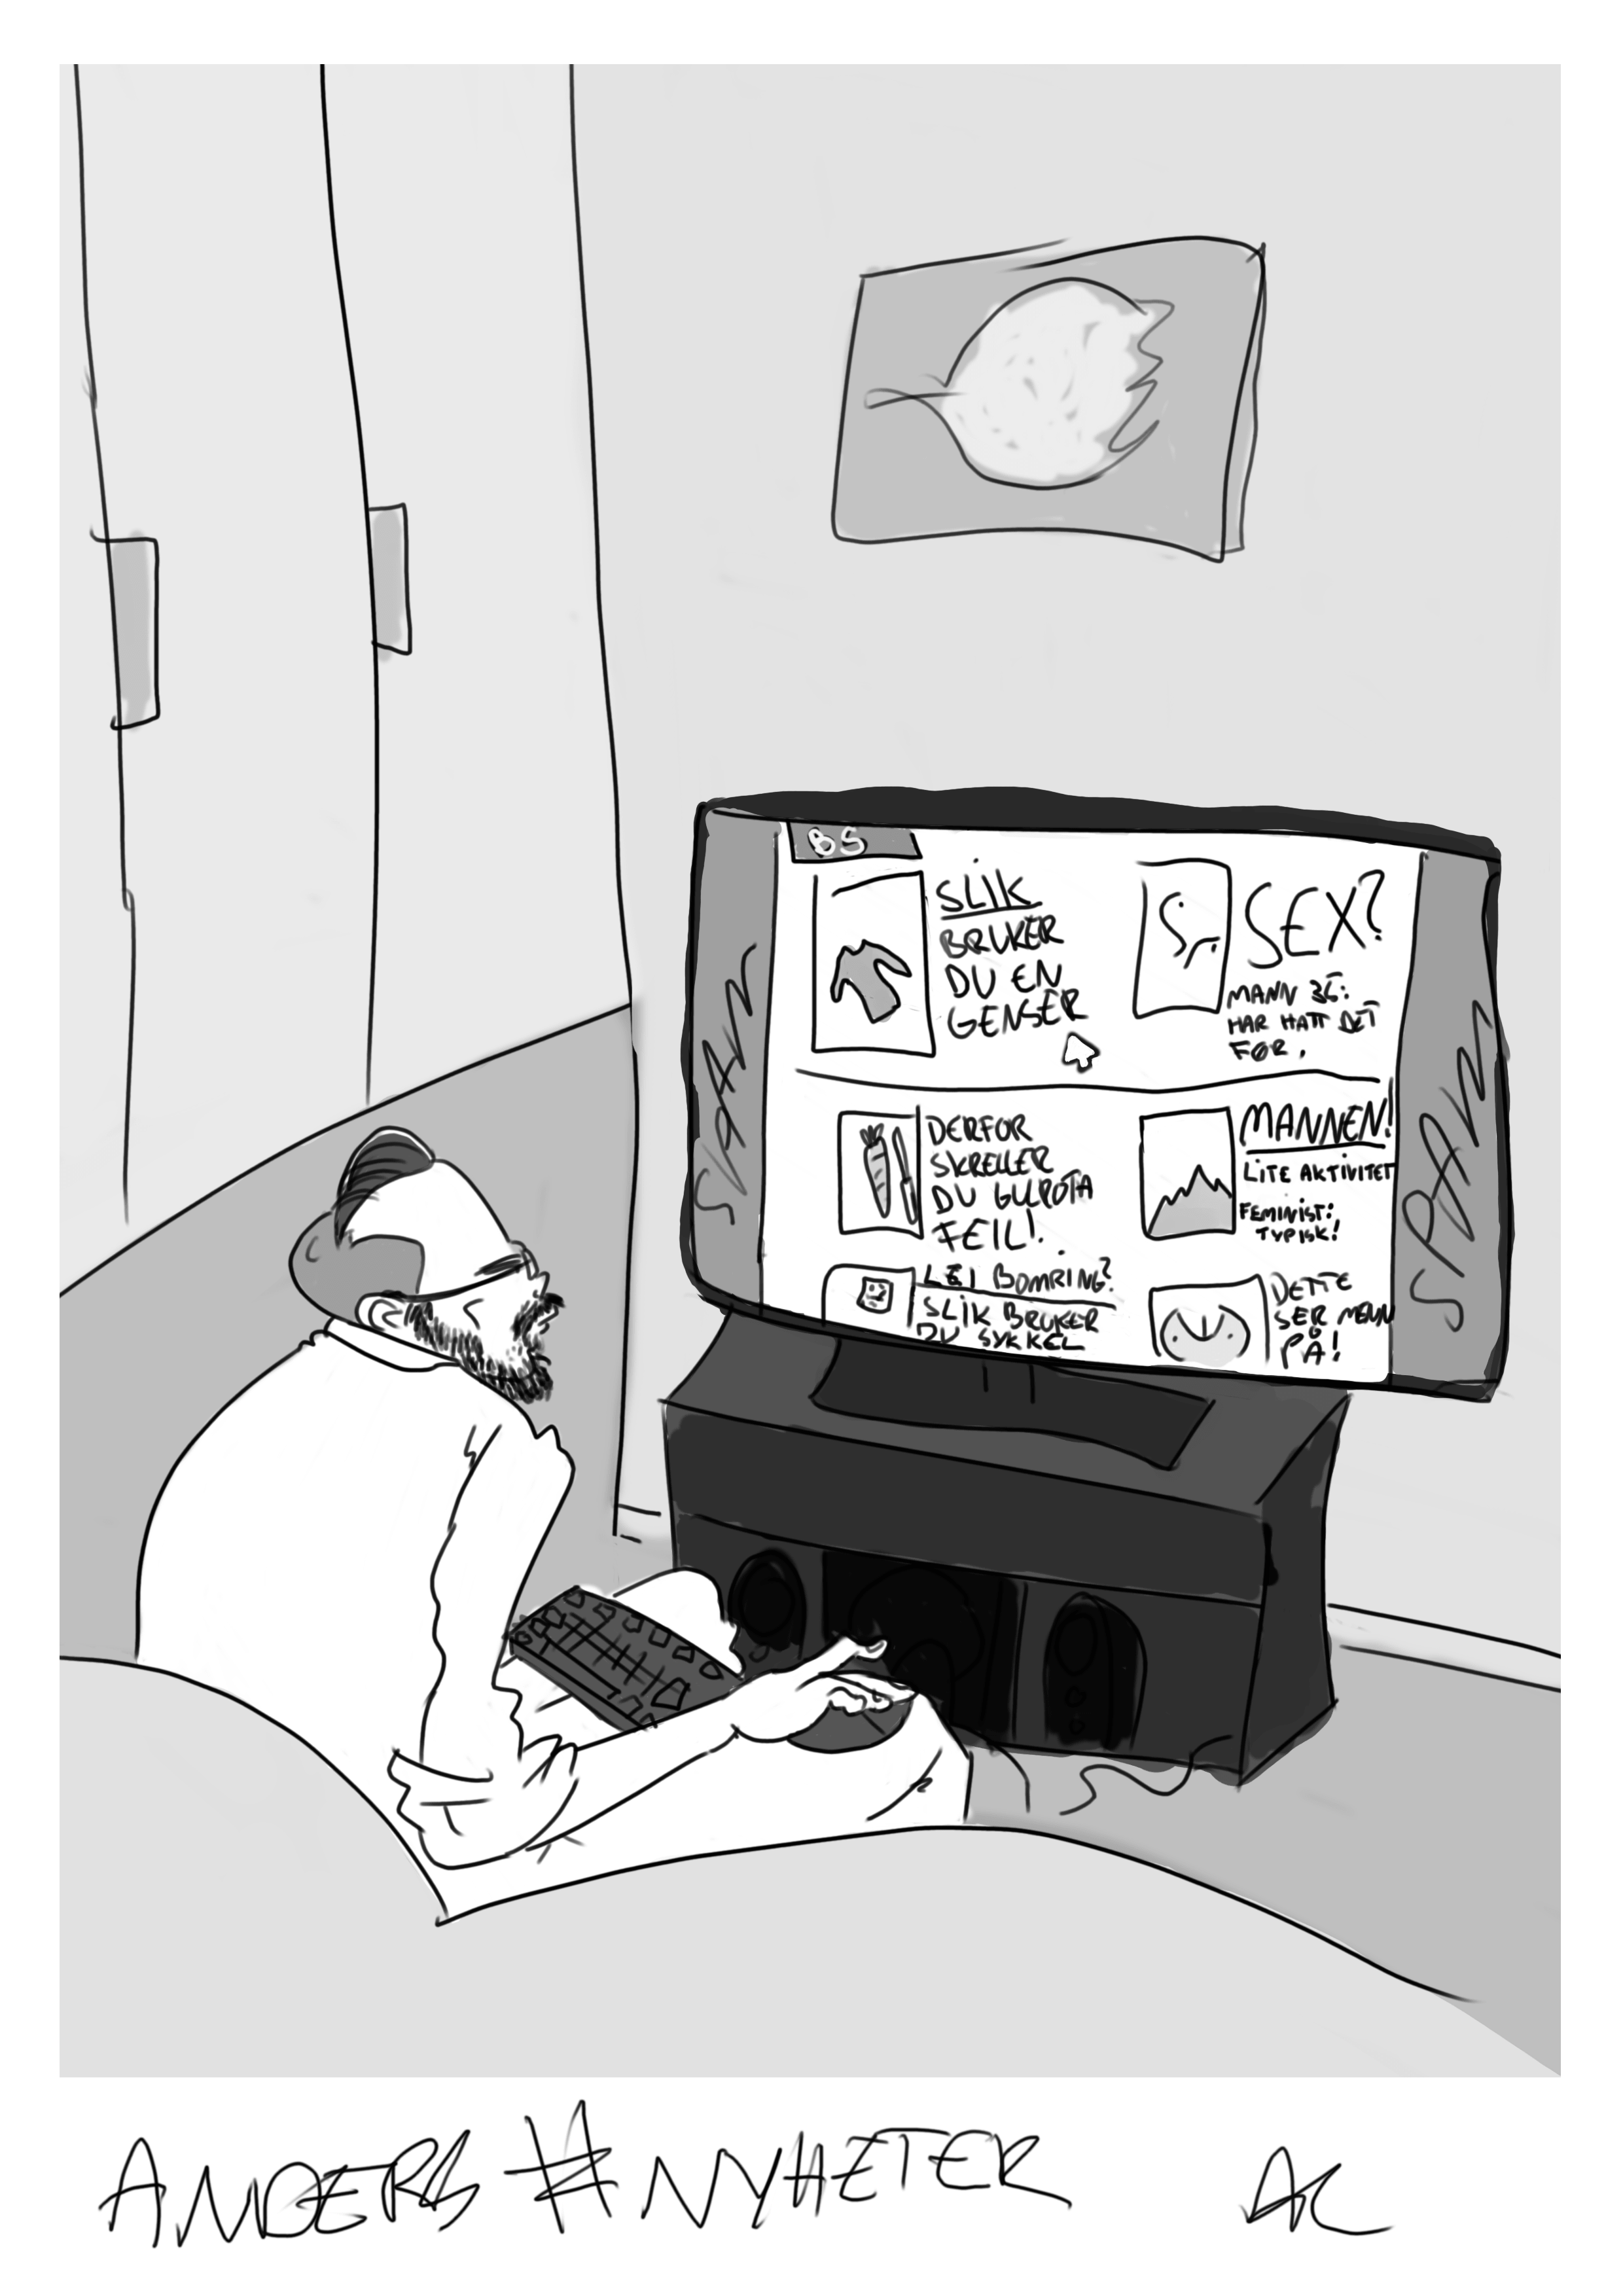 BS
SPAM
SLIK
BRUKER
DU EN
GENSER
SEX?
MANN 36:
HAR HATT DET
FØR.
DERFOR
SKRELLER
DU GULROTA
FEIL!
MANNEN!
LITE AKTIVITET
FEMINIST:
TYPISK!
LEI BOMRING?
SLIK BRUKER
DU SYKKEL
DETTE
SER MENN
PÅ!
SPAM
ANDERS #NYHETER
AC